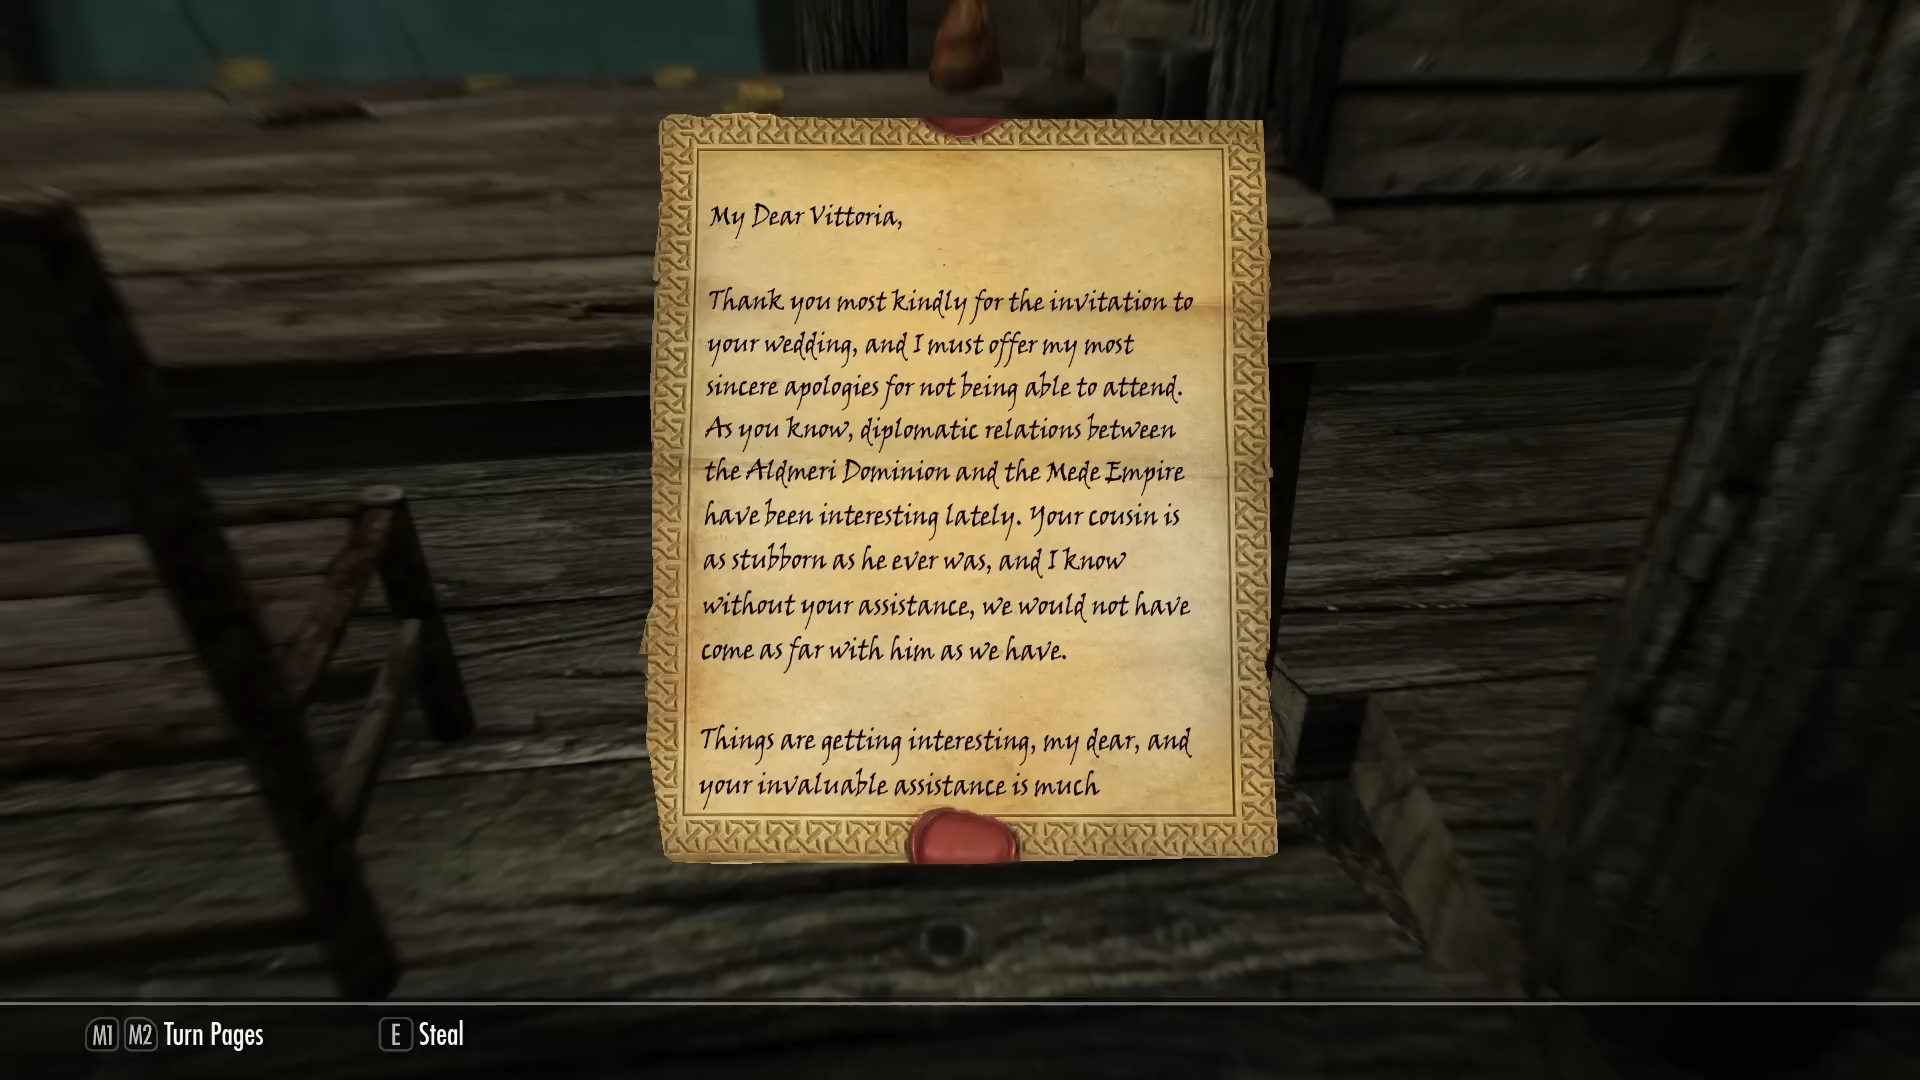 My Dear Vittoria,
Thank you most kindly for the invitation to
your wedding, and I must offer my most
sincere apologies for not being able to attend.
As you know, diplomatic relations between
the Aldmeri Dominion and the Mede Empire
have been interesting lately. Your cousin is
as stubborn as he ever was, and I know
without your assistance, we would not have
come as far with him as we have.
Things are getting interesting, my dear, and
your invaluable assistance is much
M1 M2 Turn Pages E Steal